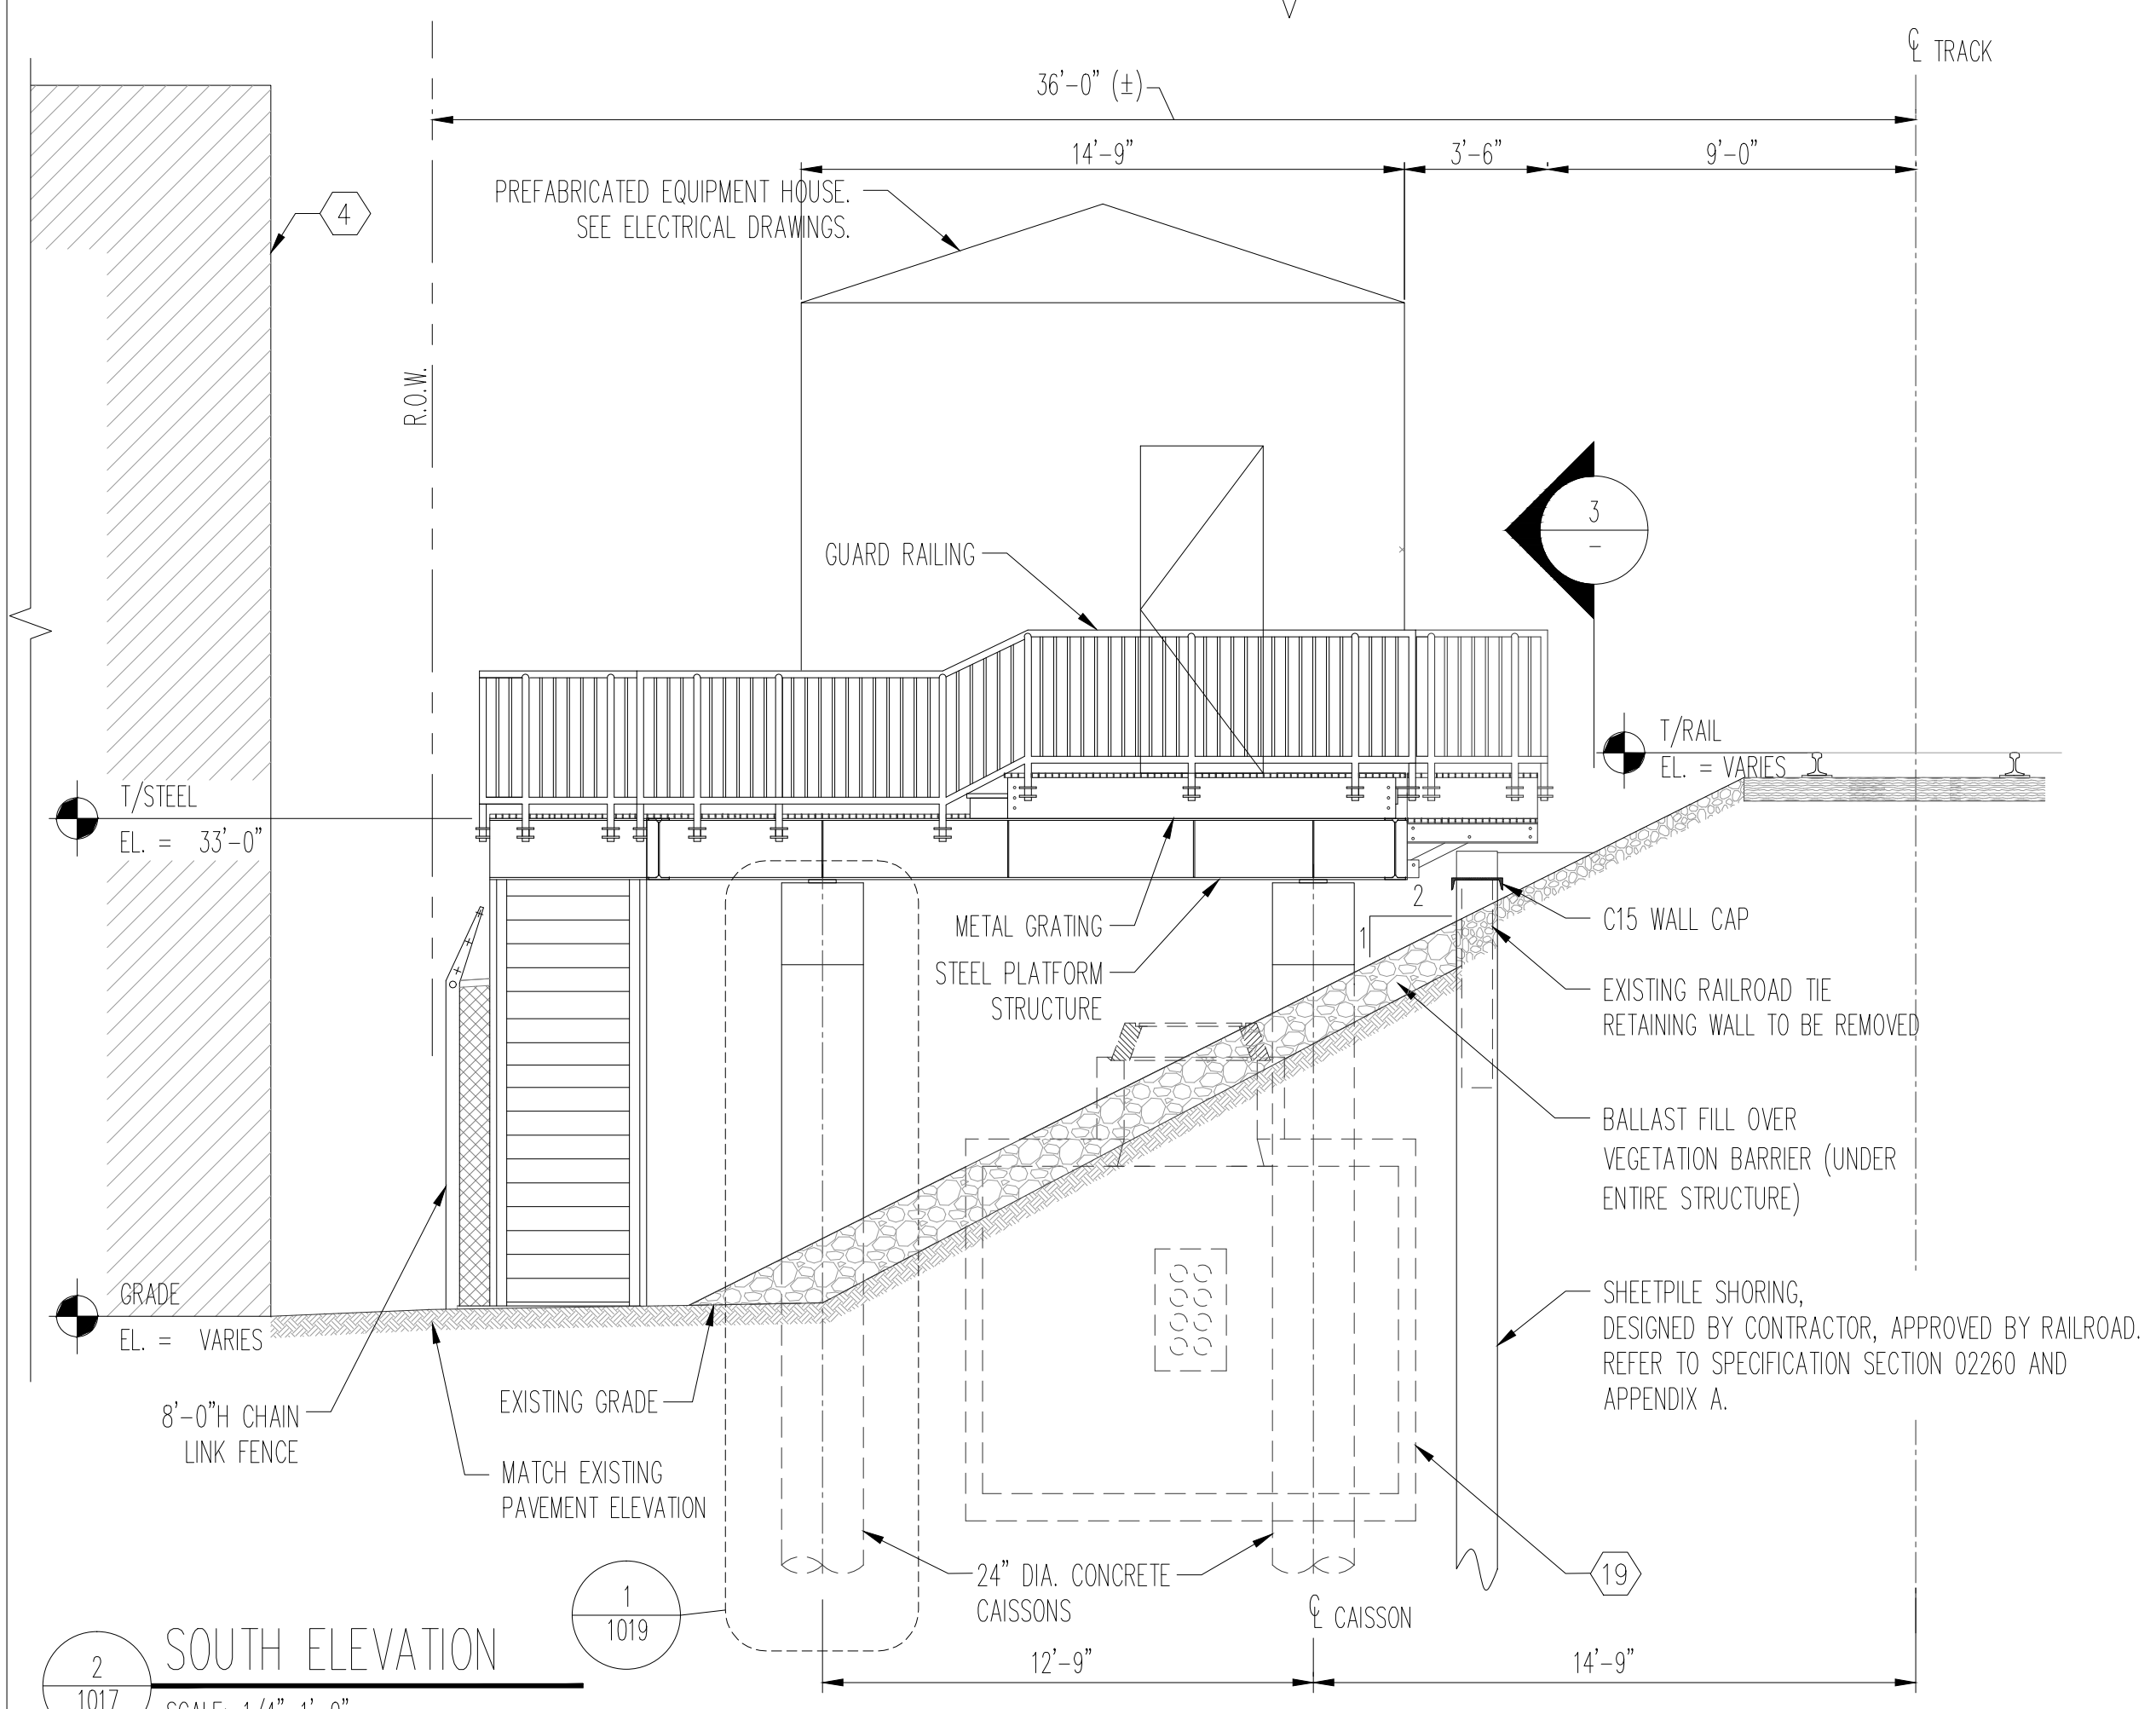 ℄ TRACK
36'-0" (±)
14'-9"
3'-6"
9'-0"
PREFABRICATED EQUIPMENT HOUSE.
SEE ELECTRICAL DRAWINGS.
4
R.O.W.
3
-
GUARD RAILING
T/RAIL
EL. = VARIES
T/STEEL
EL. = 33'-0"
2
1
METAL GRATING
STEEL PLATFORM
STRUCTURE
C15 WALL CAP
EXISTING RAILROAD TIE
RETAINING WALL TO BE REMOVED
BALLAST FILL OVER
VEGETATION BARRIER (UNDER
ENTIRE STRUCTURE)
GRADE
EL. = VARIES
SHEETPILE SHORING,
DESIGNED BY CONTRACTOR, APPROVED BY RAILROAD.
REFER TO SPECIFICATION SECTION 02260 AND
APPENDIX A.
8'-0"H CHAIN
LINK FENCE
EXISTING GRADE
MATCH EXISTING
PAVEMENT ELEVATION
24" DIA. CONCRETE
CAISSONS
19
1
1019
℄ CAISSON
12'-9"
14'-9"
2
1017
SOUTH ELEVATION
SCALE: 1/4"=1'-0"